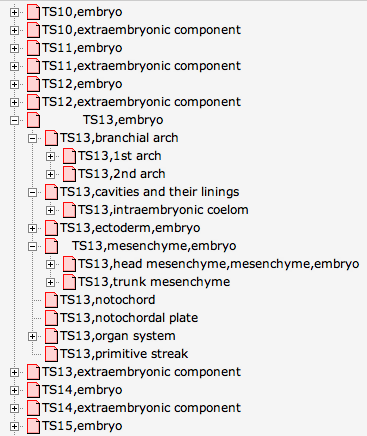 TS10,embryo
TS10,extraembryonic component
TS11,embryo
TS11,extraembryonic component
TS12,embryo
TS12,extraembryonic component
TS13,embryo
TS13,branchial arch
TS13,1st arch
TS13,2nd arch
TS13,cavities and their linings
TS13,intraembryonic coelom
TS13,ectoderm,embryo
TS13,mesenchyme,embryo
TS13,head mesenchyme,mesenchyme,embryo
TS13,trunk mesenchyme
TS13,notochord
TS13,notochordal plate
TS13,organ system
TS13,primitive streak
TS13,extraembryonic component
TS14,embryo
TS14,extraembryonic component
TS15,embryo